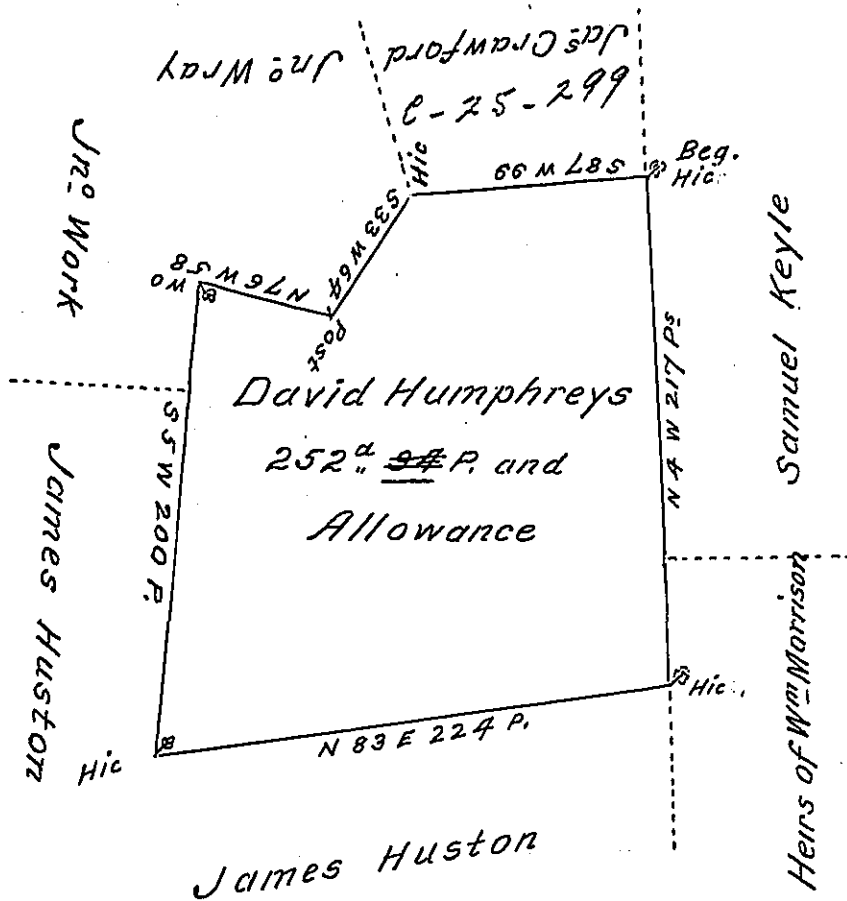 Jnº Wray
Jaˢ Crawford
C-25-299
Jnº Work
Hic
S 87 W 99
Beg.
Hic.
S 33 W 64
N 76 W 58
WO
Post
Samuel Keyle
N 4 W 217 Pˢ
David Humphreys
252ᵃ 94 P. and
Allowance
S 5 W 200 P.
James Huston
Heirs of Wᵐ Morrison
Hic.
N 83 E 224 P.
Hic
James Huston